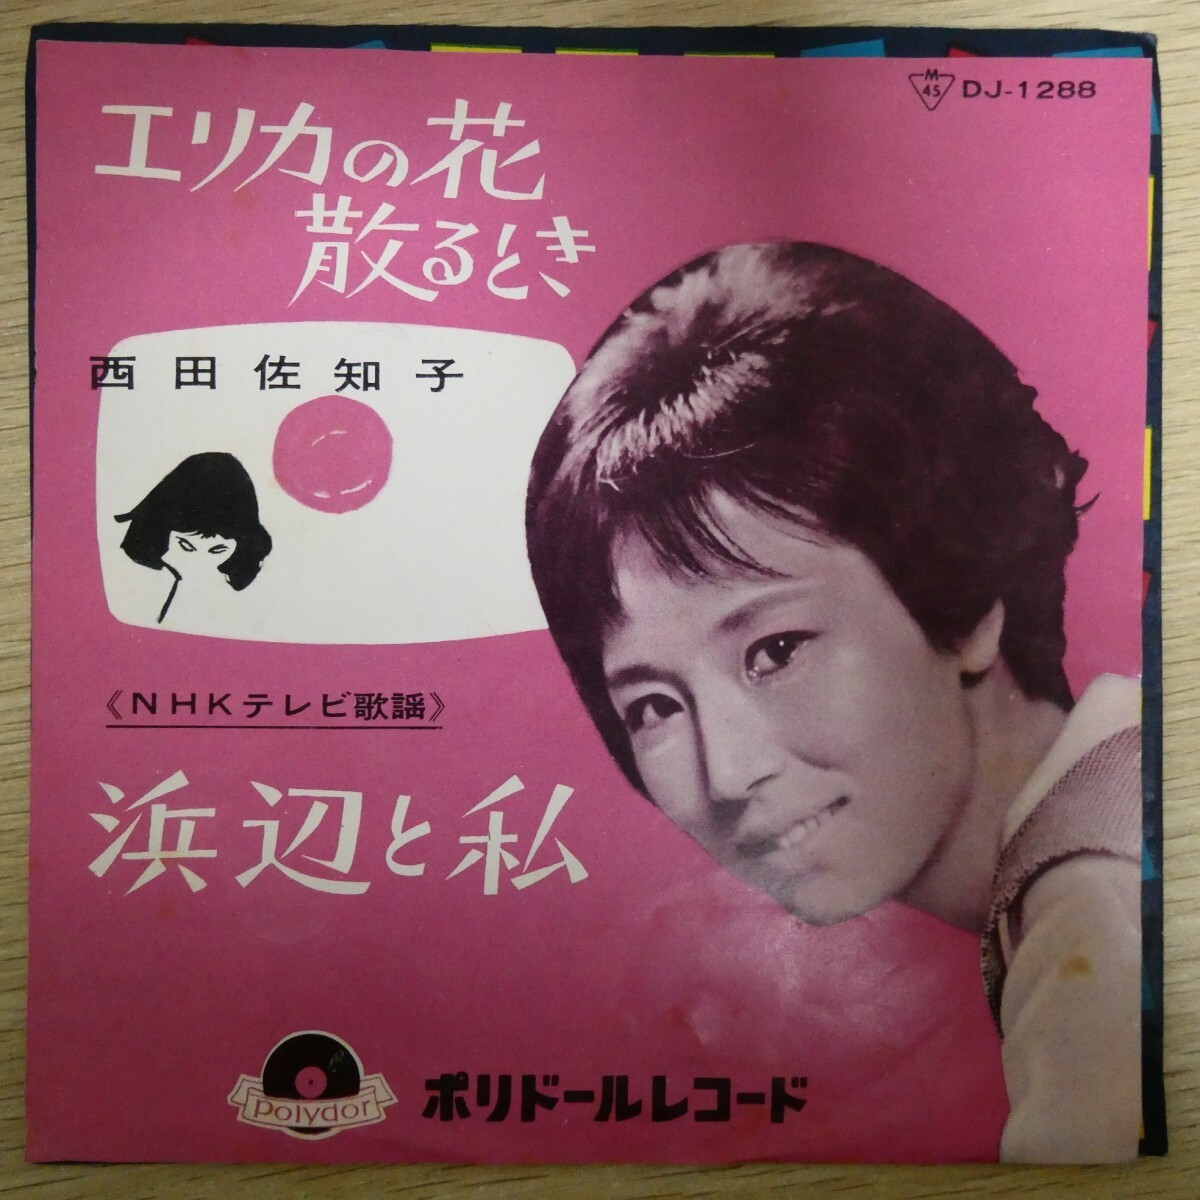 M
45
DJ-1288
エリカの花
散るとき
西田佐知子
《NHKテレビ歌謡》
浜辺と私
Polydor
ポリドールレコード